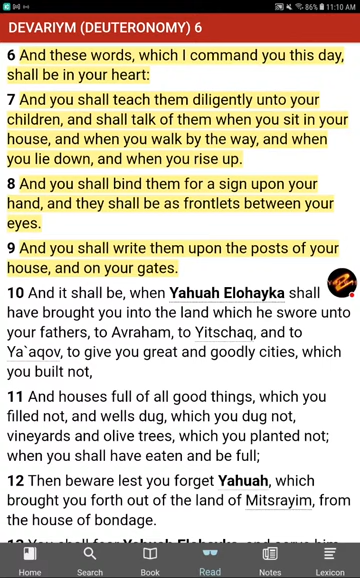 86% 11:10 AM
DEVARIYM (DEUTERONOMY) 6
6 And these words, which I command you this day,
shall be in your heart:
7 And you shall teach them diligently unto your
children, and shall talk of them when you sit in your
house, and when you walk by the way, and when
you lie down, and when you rise up.
8 And you shall bind them for a sign upon your
hand, and they shall be as frontlets between your
eyes.
9 And you shall write them upon the posts of your
house, and on your gates.
10 And it shall be, when Yahuah Elohayka shall
have brought you into the land which he swore unto
your fathers, to Avraham, to Yitschaq, and to
Ya`aqov, to give you great and goodly cities, which
you built not,
11 And houses full of all good things, which you
filled not, and wells dug, which you dug not,
vineyards and olive trees, which you planted not;
when you shall have eaten and be full;
12 Then beware lest you forget Yahuah, which
brought you forth out of the land of Mitsrayim, from
the house of bondage.
13 You shall fear Yahuah Elohayka, and serve him
Home Search Book Read Notes Lexicon